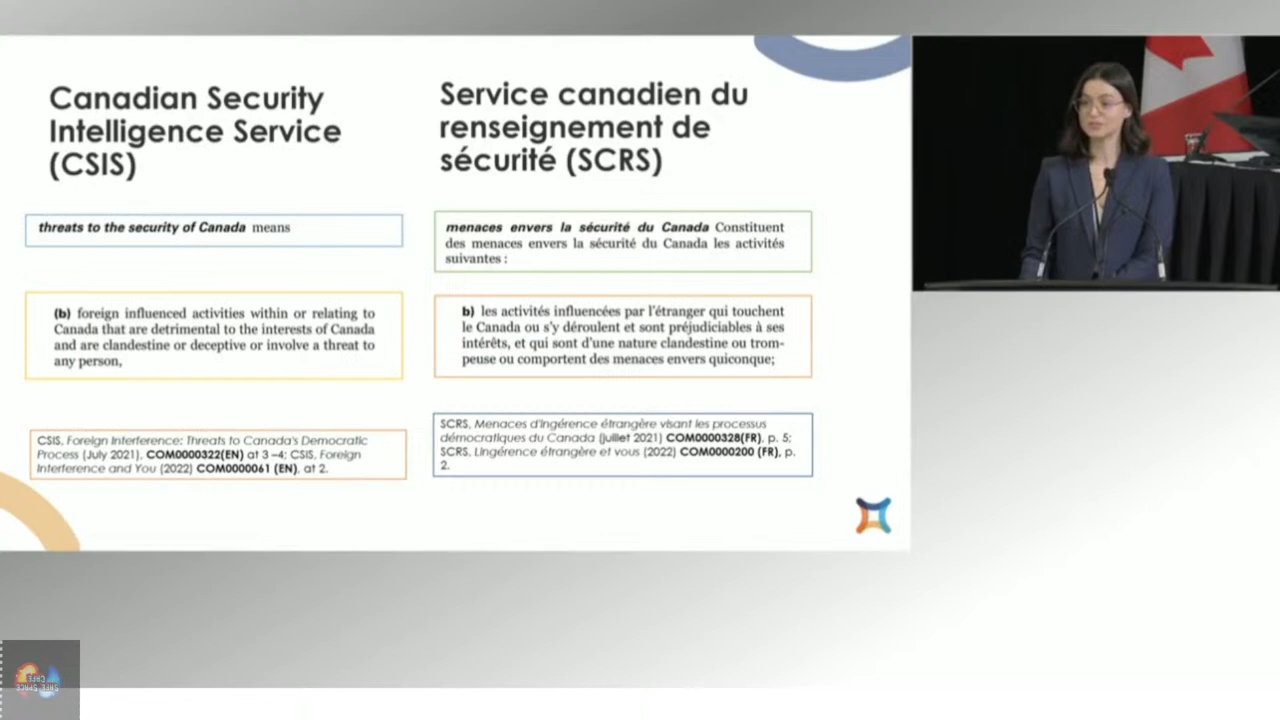 Canadian Security
Intelligence Service
(CSIS)
threats to the security of Canada means
(b) foreign influenced activities within or relating to
Canada that are detrimental to the interests of Canada
and are clandestine or deceptive or involve a threat to
any person,
CSIS, Foreign Interference: Threats to Canada's Democratic
Process (July 2021), COM0000322(EN) at 3 –4; CSIS, Foreign
Interference and You (2022) COM0000061 (EN), at 2.
Service canadien du
renseignement de
sécurité (SCRS)
menaces envers la sécurité du Canada Constituent
des menaces envers la sécurité du Canada les activités
suivantes :
b) les activités influencées par l'étranger qui touchent
le Canada ou s'y déroulent et sont préjudiciables à ses
intérêts, et qui sont d'une nature clandestine ou trom-
peuse ou comportent des menaces envers quiconque;
SCRS, Menaces d'ingérence étrangère visant les processus
démocratiques du Canada (juillet 2021) COM0000328(FR), p. 5;
SCRS, L'ingérence étrangère et vous (2022) COM0000200 (FR), p.
2.
SAFE SPACE
CAFE